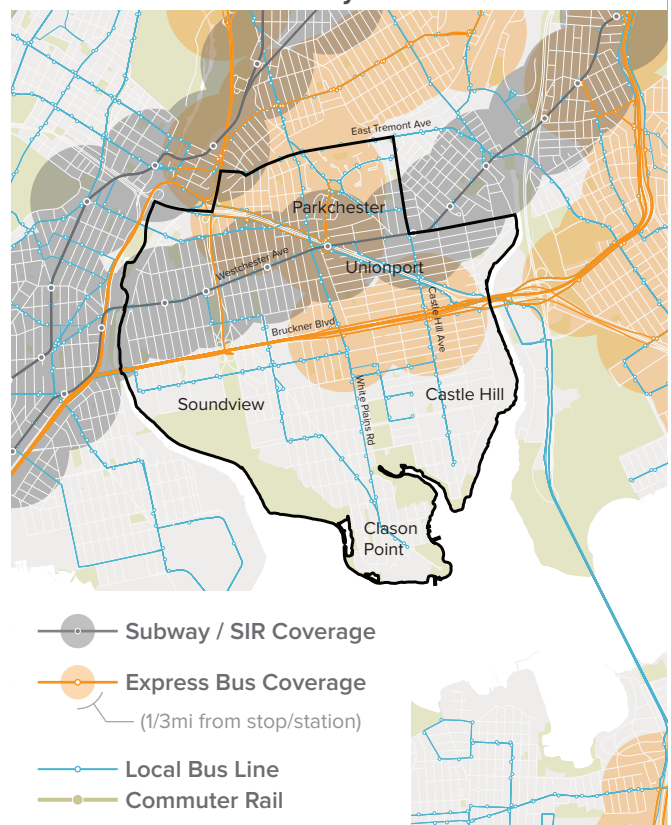 East Tremont Ave
Parkchester
Westchester Ave
Unionport
Castle Hill Ave
Bruckner Blvd
White Plains Rd
Soundview
Castle Hill
Clason
Point
Subway / SIR Coverage
Express Bus Coverage
(1/3mi from stop/station)
Local Bus Line
Commuter Rail